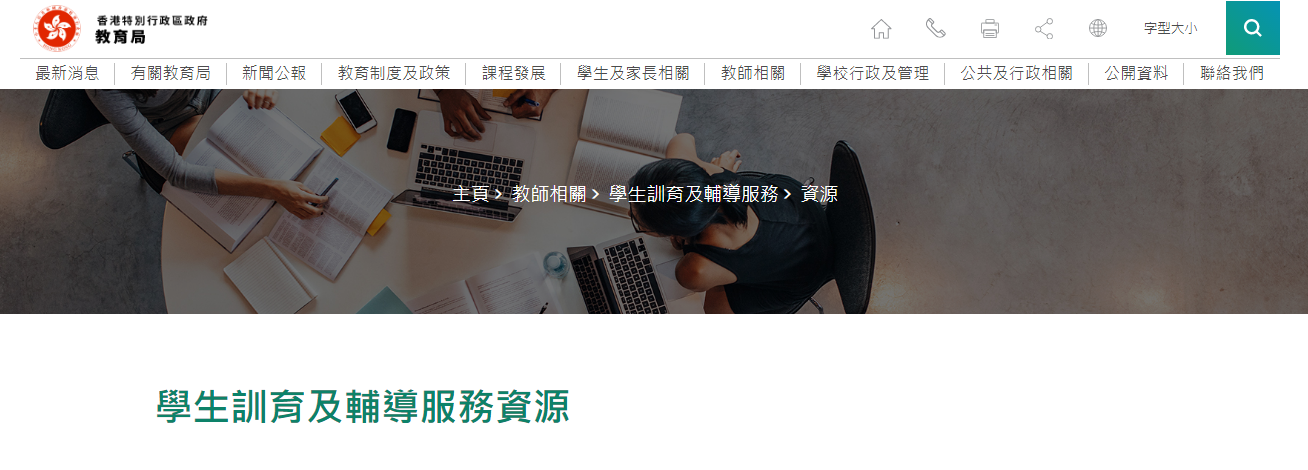 香港特別行政區政府
教育局
字型大小
最新消息 有關教育局 新聞公報 教育制度及政策 課程發展 學生及家長相關 教師相關 學校行政及管理 公共及行政相關 公開資料 聯絡我們
主頁 > 教師相關 > 學生訓育及輔導服務 > 資源
學生訓育及輔導服務資源